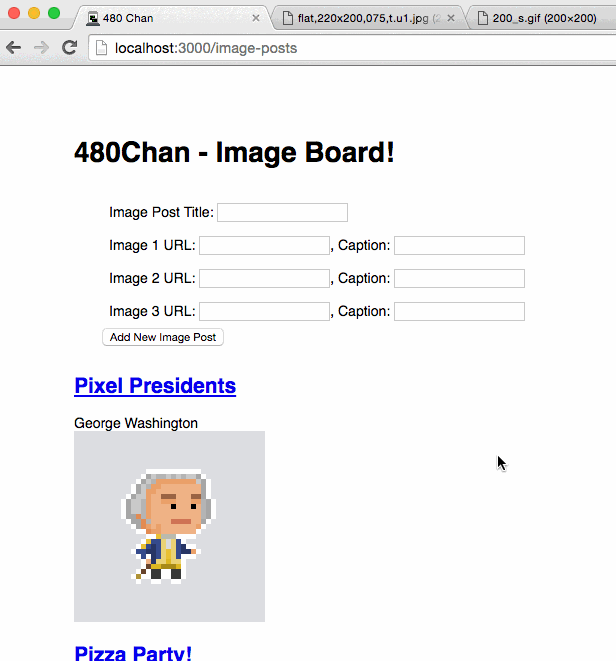 480 Chan
flat,220x200,075,t.u1.jpg (2
200_s.gif (200×200)
localhost:3000/image-posts
480Chan - Image Board!
Image Post Title:
Image 1 URL: , Caption:
Image 2 URL: , Caption:
Image 3 URL: , Caption:
Add New Image Post
Pixel Presidents
George Washington
Pizza Party!